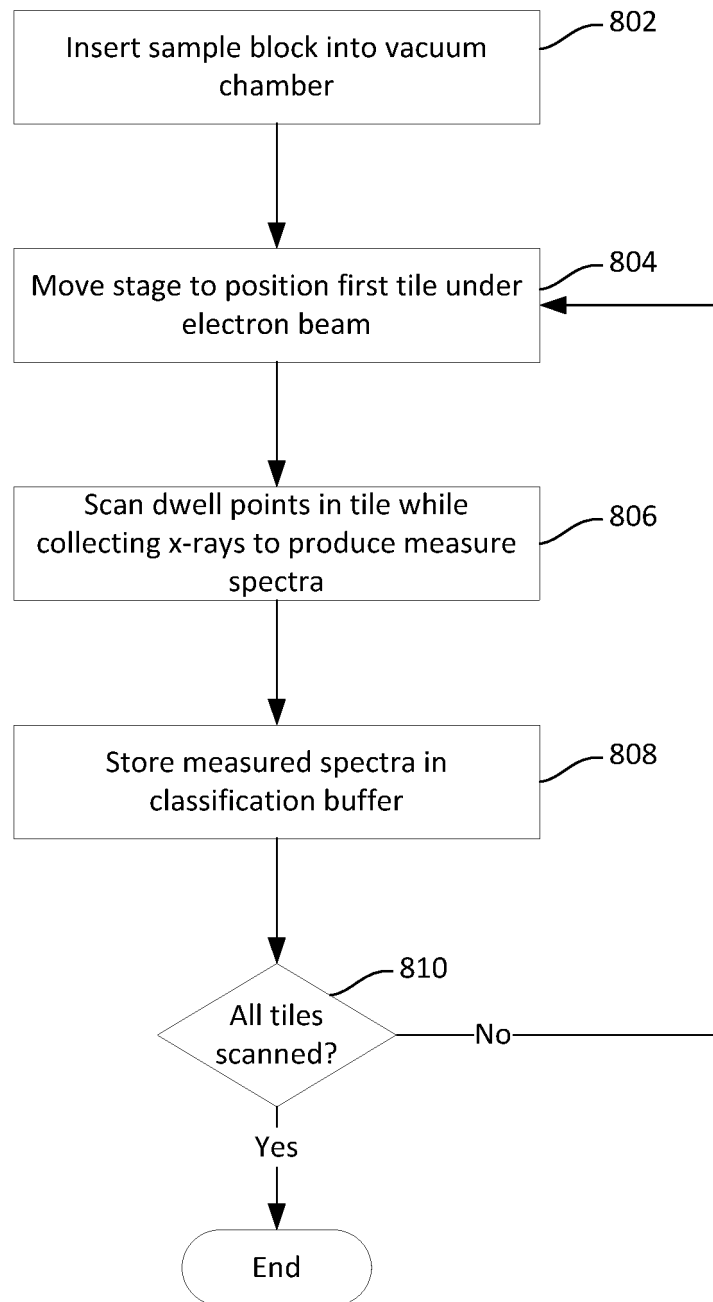 Insert sample block into vacuum
chamber
802
Move stage to position first tile under
electron beam
804
Scan dwell points in tile while
collecting x-rays to produce measure
spectra
806
Store measured spectra in
classification buffer
808
810
All tiles
scanned?
No
Yes
End